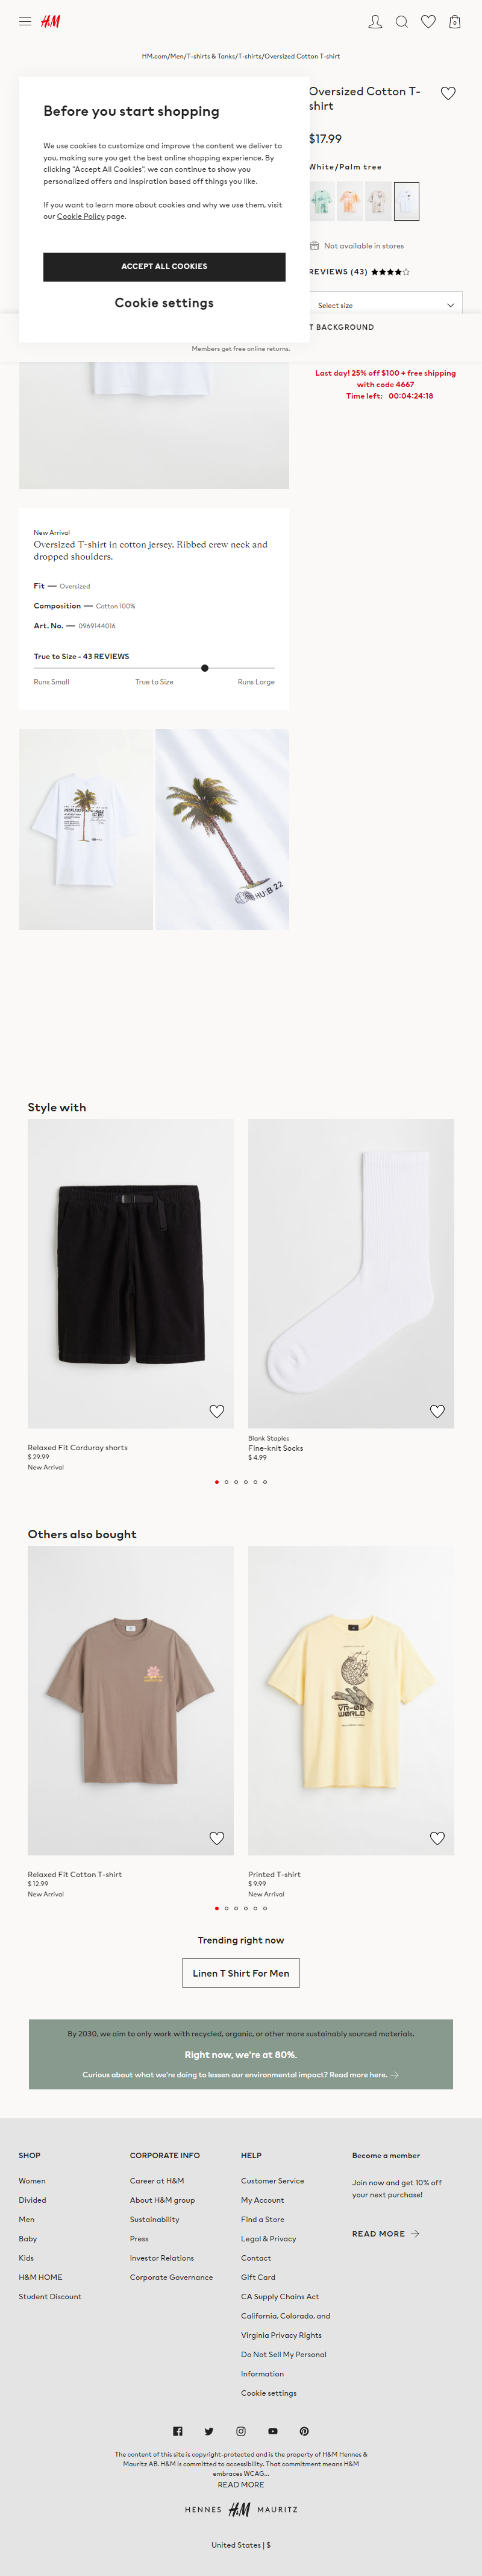 H&M
0
HM.com/Men/T-shirts & Tanks/T-shirts/Oversized Cotton T-shirt
Before you start shopping
We use cookies to customize and improve the content we deliver to
you, making sure you get the best online shopping experience. By
clicking "Accept All Cookies", we can continue to show you
personalized offers and inspiration based off things you like.
If you want to learn more about cookies and why we use them, visit
our Cookie Policy page.
ACCEPT ALL COOKIES
Cookie settings
Oversized Cotton T-
shirt
$17.99
White/Palm tree
Not available in stores
REVIEWS (43)
Select size
T BACKGROUND
Members get free online returns.
Last day! 25% off $100 + free shipping
with code 4667
Time left: 00:04:24:18
New Arrival
Oversized T-shirt in cotton jersey. Ribbed crew neck and
dropped shoulders.
Fit — Oversized
Composition — Cotton 100%
Art. No. — 0969144016
True to Size - 43 REVIEWS
Runs Small
True to Size
Runs Large
HU:B 22
Style with
Relaxed Fit Corduroy shorts
$ 29.99
New Arrival
Blank Staples
Fine-knit Socks
$ 4.99
Others also bought
VR-00
WORLD
Relaxed Fit Cotton T-shirt
$ 12.99
New Arrival
Printed T-shirt
$ 9.99
New Arrival
Trending right now
Linen T Shirt For Men
By 2030, we aim to only work with recycled, organic, or other more sustainably sourced materials.
Right now, we're at 80%.
Curious about what we're doing to lessen our environmental impact? Read more here.
SHOP
Women
Divided
Men
Baby
Kids
H&M HOME
Student Discount
CORPORATE INFO
Career at H&M
About H&M group
Sustainability
Press
Investor Relations
Corporate Governance
HELP
Customer Service
My Account
Find a Store
Legal & Privacy
Contact
Gift Card
CA Supply Chains Act
California, Colorado, and
Virginia Privacy Rights
Do Not Sell My Personal
Information
Cookie settings
Become a member
Join now and get 10% off
your next purchase!
READ MORE
The content of this site is copyright-protected and is the property of H&M Hennes &
Mauritz AB. H&M is committed to accessibility. That commitment means H&M
embraces WCAG...
READ MORE
HENNES H&M MAURITZ
United States | $